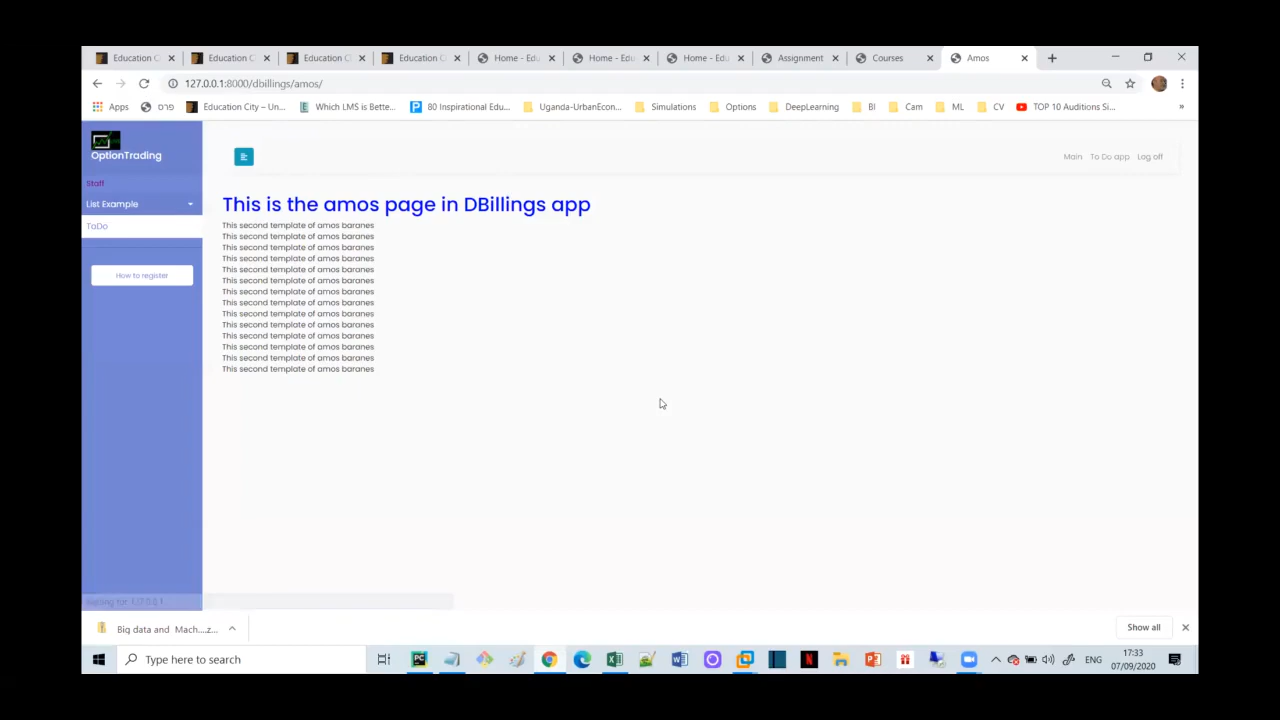 Education C
Education C
Education C
Education C
Home - Edu
Home - Edu
Home - Edu
Assignment
Courses
Amos
127.0.0.1:8000/dbillings/amos/
Apps
פרס
Education City – Un...
Which LMS is Bette...
80 Inspirational Edu...
Uganda-UrbanEcon...
Simulations
Options
DeepLearning
BI
Cam
ML
CV
TOP 10 Auditions Si...
»
OptionTrading
Main
To Do app
Log off
Staff
List Example
ToDo
How to register
This is the amos page in DBillings app
This second template of amos baranes
This second template of amos baranes
This second template of amos baranes
This second template of amos baranes
This second template of amos baranes
This second template of amos baranes
This second template of amos baranes
This second template of amos baranes
This second template of amos baranes
This second template of amos baranes
This second template of amos baranes
This second template of amos baranes
This second template of amos baranes
This second template of amos baranes
Big data and Mach....z...
Show all
Type here to search
ENG
17:33
07/09/2020